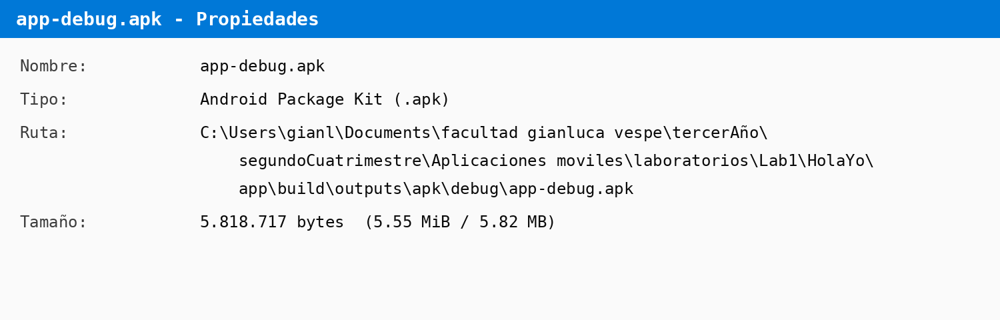 app-debug.apk - Propiedades
Nombre: app-debug.apk
Tipo: Android Package Kit (.apk)
Ruta: C:\Users\gianl\Documents\facultad gianluca vespe\tercerAño\
segundoCuatrimestre\Aplicaciones moviles\laboratorios\Lab1\HolaYo\
app\build\outputs\apk\debug\app-debug.apk
Tamaño: 5.818.717 bytes  (5.55 MiB / 5.82 MB)